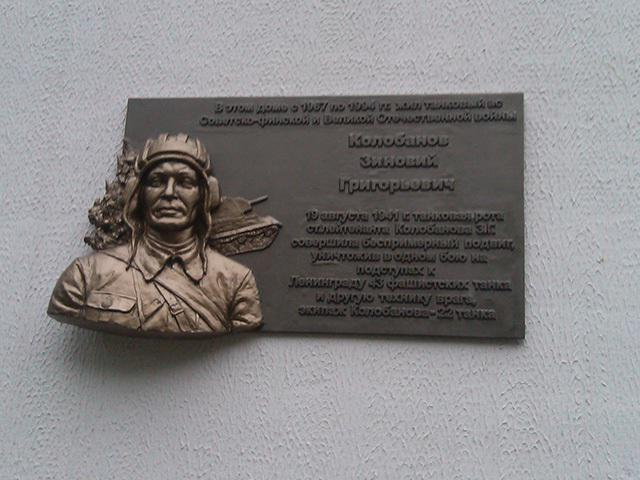 В этом доме с 1967 по 1994 гг. жил танковый ас
Советско-финской и Великой Отечественной войны
Колобанов
Зиновий
Григорьевич
19 августа 1941 г. танковая рота
ст.лейтенанта Колобанова З.Г.
совершила беспримерный подвиг,
уничтожив в одном бою на
подступах к
Ленинграду 43 фашистских танка
и другую технику врага,
экипаж Колобанова - 22 танка